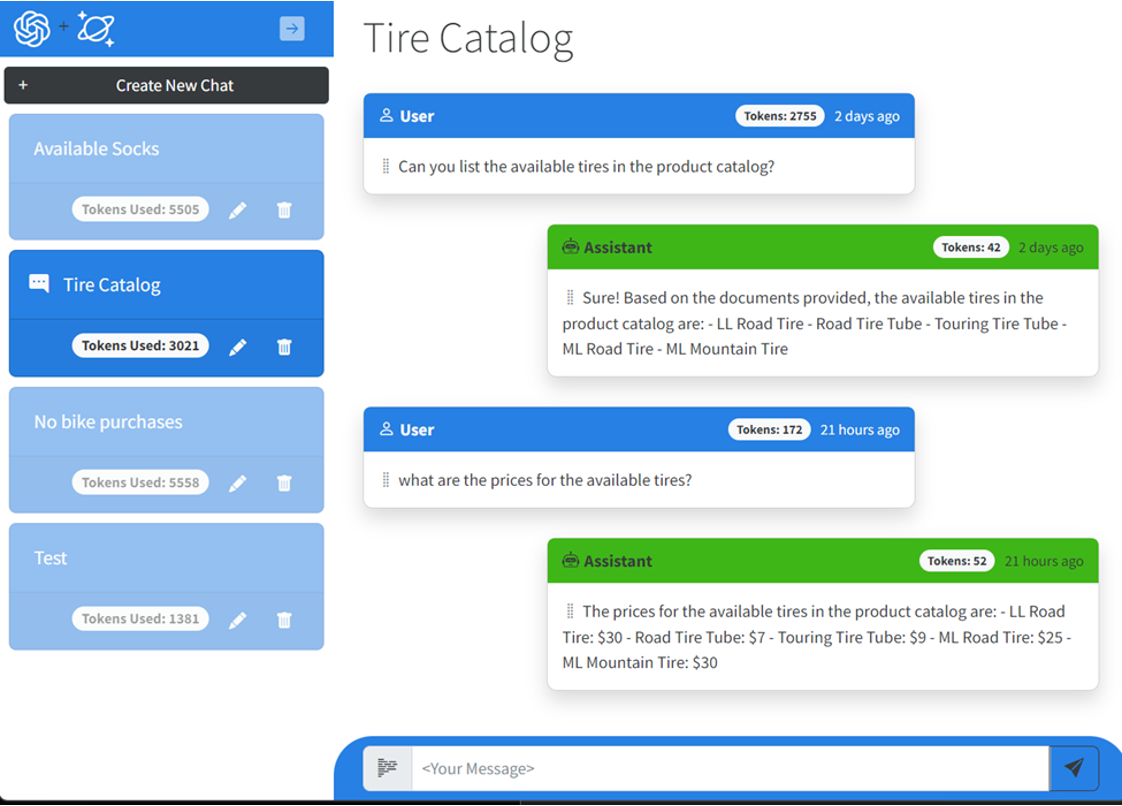 +
+ Create New Chat
Available Socks
Tokens Used: 5505
Tire Catalog
Tokens Used: 3021
No bike purchases
Tokens Used: 5558
Test
Tokens Used: 1381
Tire Catalog
User Tokens: 2755 2 days ago
Can you list the available tires in the product catalog?
Assistant Tokens: 42 2 days ago
Sure! Based on the documents provided, the available tires in the
product catalog are: - LL Road Tire - Road Tire Tube - Touring Tire Tube -
ML Road Tire - ML Mountain Tire
User Tokens: 172 21 hours ago
what are the prices for the available tires?
Assistant Tokens: 52 21 hours ago
The prices for the available tires in the product catalog are: - LL Road
Tire: $30 - Road Tire Tube: $7 - Touring Tire Tube: $9 - ML Road Tire: $25 -
ML Mountain Tire: $30
<Your Message>